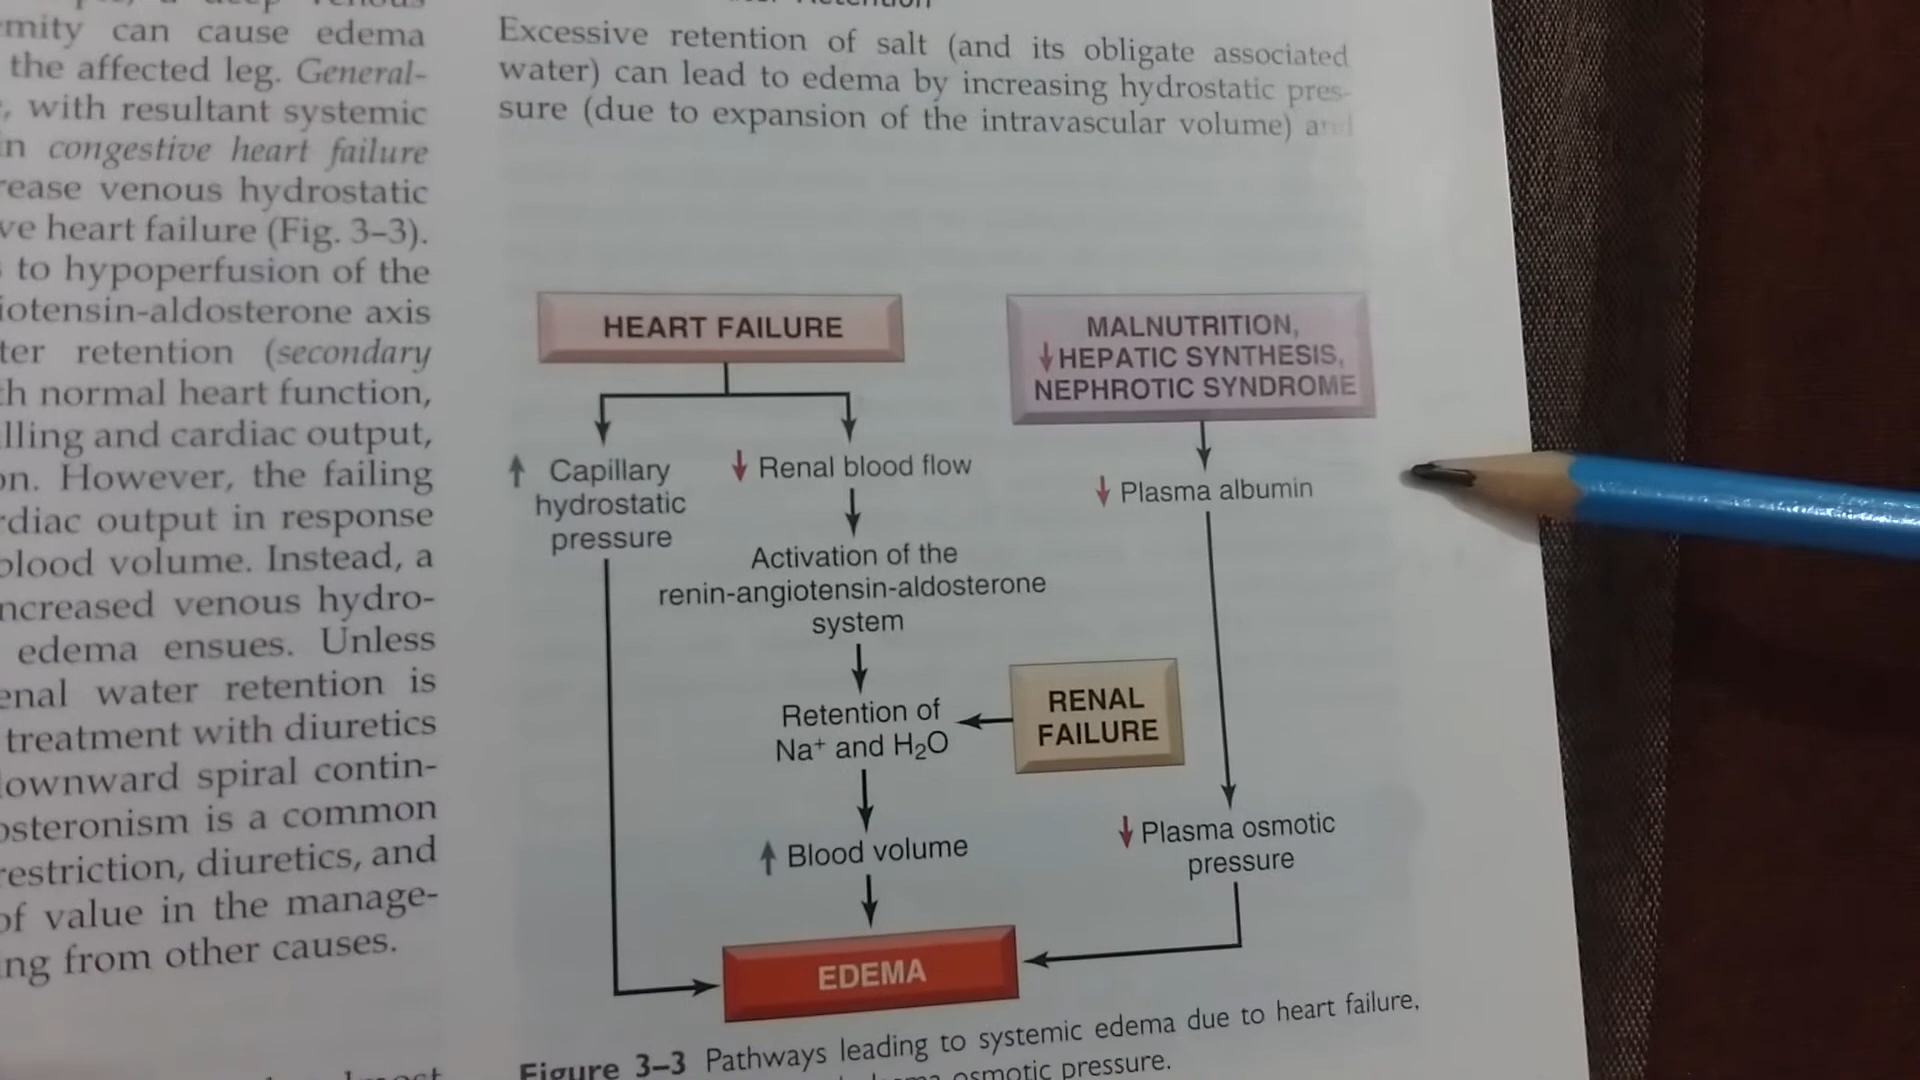 mity can cause edema
the affected leg. General-
, with resultant systemic
in congestive heart failure
rease venous hydrostatic
ve heart failure (Fig. 3–3).
to hypoperfusion of the
iotensin-aldosterone axis
ter retention (secondary
th normal heart function,
lling and cardiac output,
on. However, the failing
rdiac output in response
blood volume. Instead, a
ncreased venous hydro-
edema ensues. Unless
enal water retention is
treatment with diuretics
downward spiral contin-
osteronism is a common
restriction, diuretics, and
of value in the manage-
ing from other causes.
Excessive retention of salt (and its obligate associated
water) can lead to edema by increasing hydrostatic pres-
sure (due to expansion of the intravascular volume) and
HEART FAILURE
↑ Capillary
hydrostatic
pressure
↓ Renal blood flow
Activation of the
renin-angiotensin-aldosterone
system
Retention of
Na⁺ and H₂O
RENAL
FAILURE
↑ Blood volume
MALNUTRITION,
↓HEPATIC SYNTHESIS,
NEPHROTIC SYNDROME
↓ Plasma albumin
↓ Plasma osmotic
pressure
EDEMA
Figure 3–3 Pathways leading to systemic edema due to heart failure,
osmotic pressure.